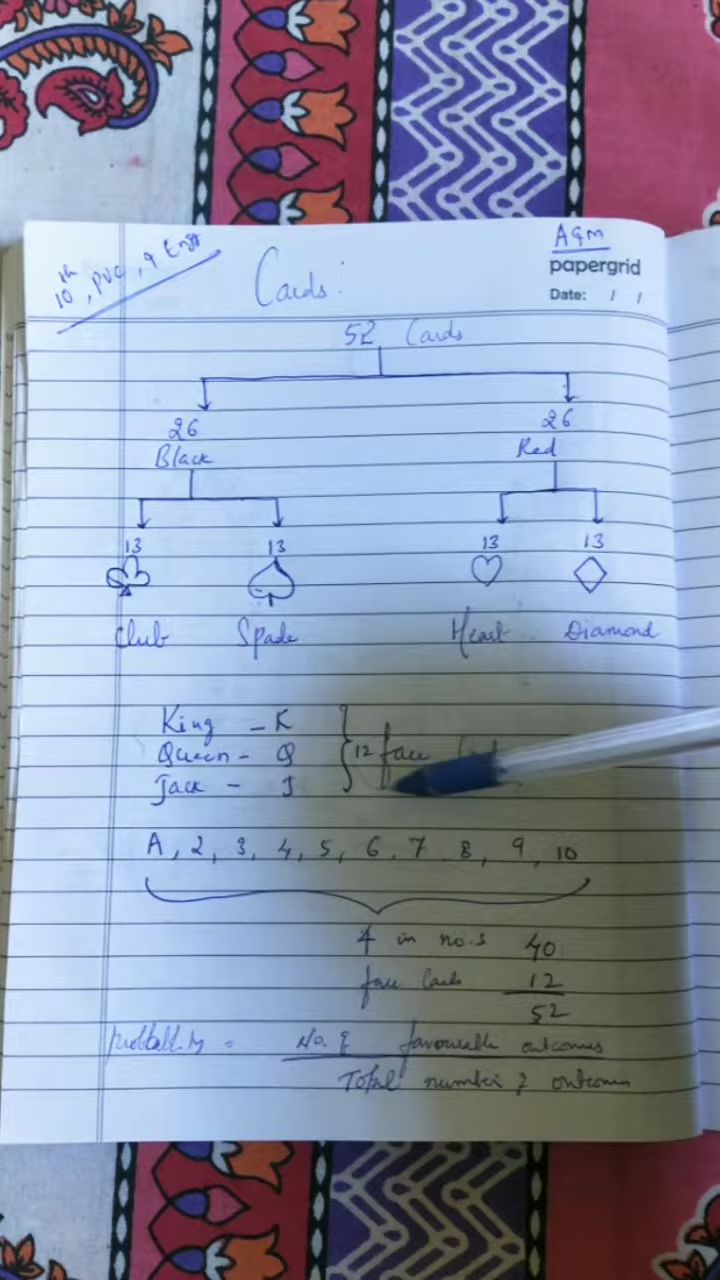 10th, PUC, 9 Engg
AGM
papergrid
Date: / /
Cards:
52 Cards
26 26
Black Red
13 13 13 13
Club Spade Heart Diamond
King - K
Queen - Q
Jack - J
} 12 face
A, 2, 3, 4, 5, 6, 7 8, 9, 10
4 in no.s 40
face cards 12
52
Probability = No. of favourable outcomes
Total number of outcomes